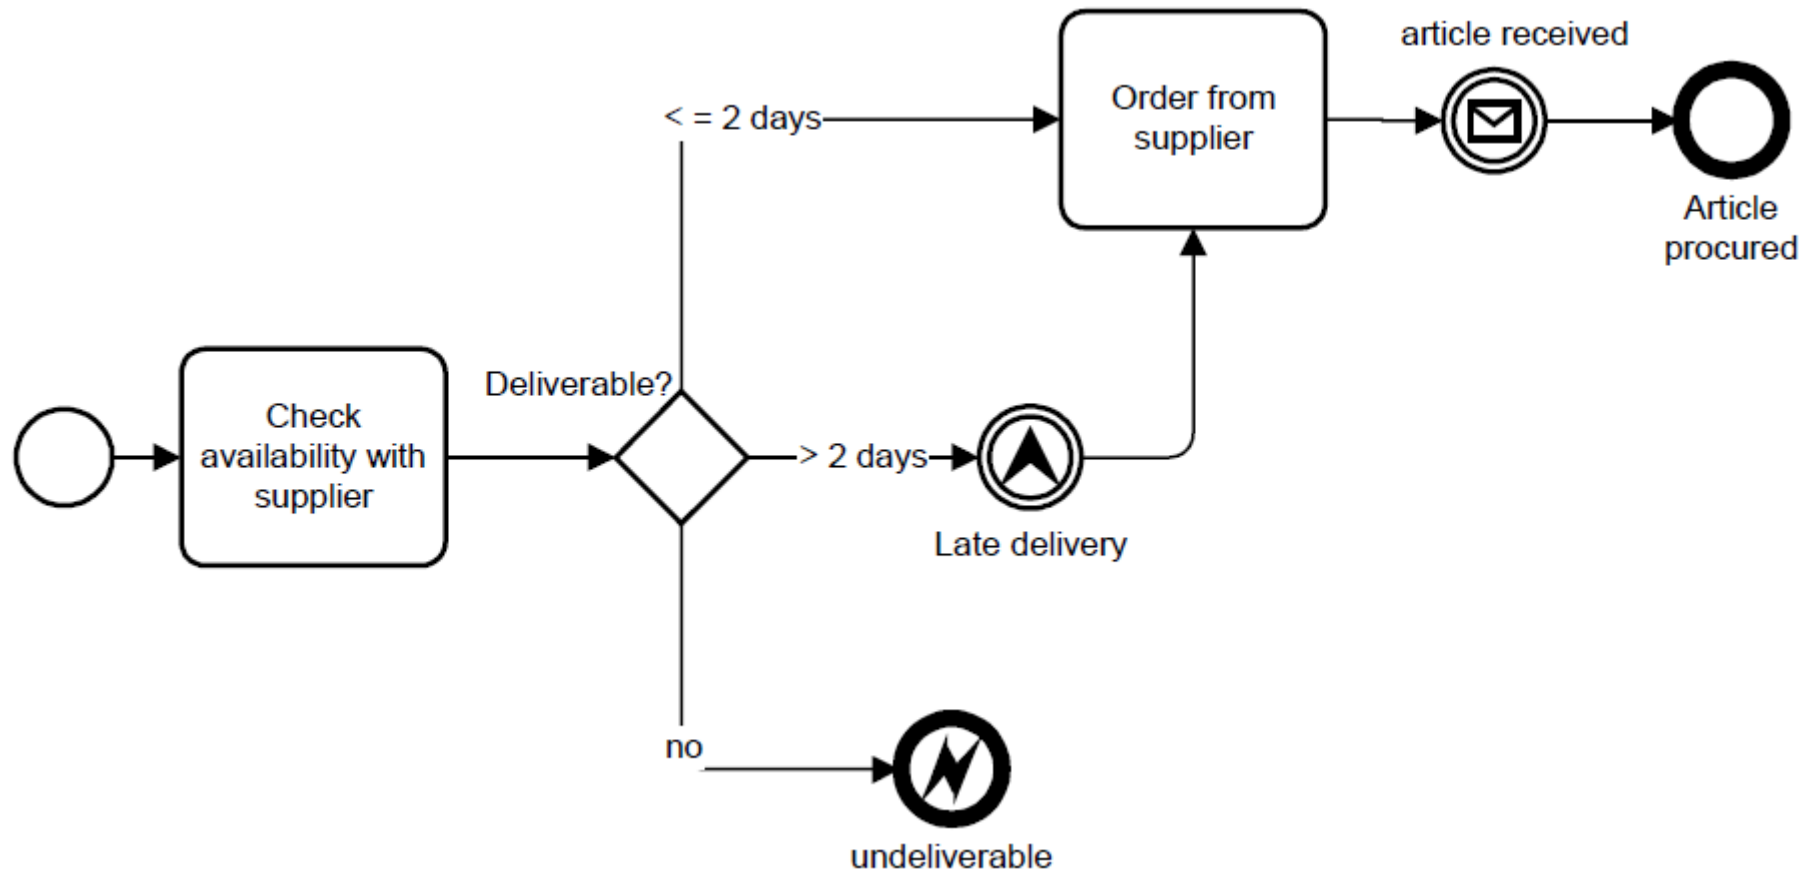 article received
< = 2 days
Order from
supplier
Article
procured
Deliverable?
Check
availability with
supplier
> 2 days
Late delivery
no
undeliverable